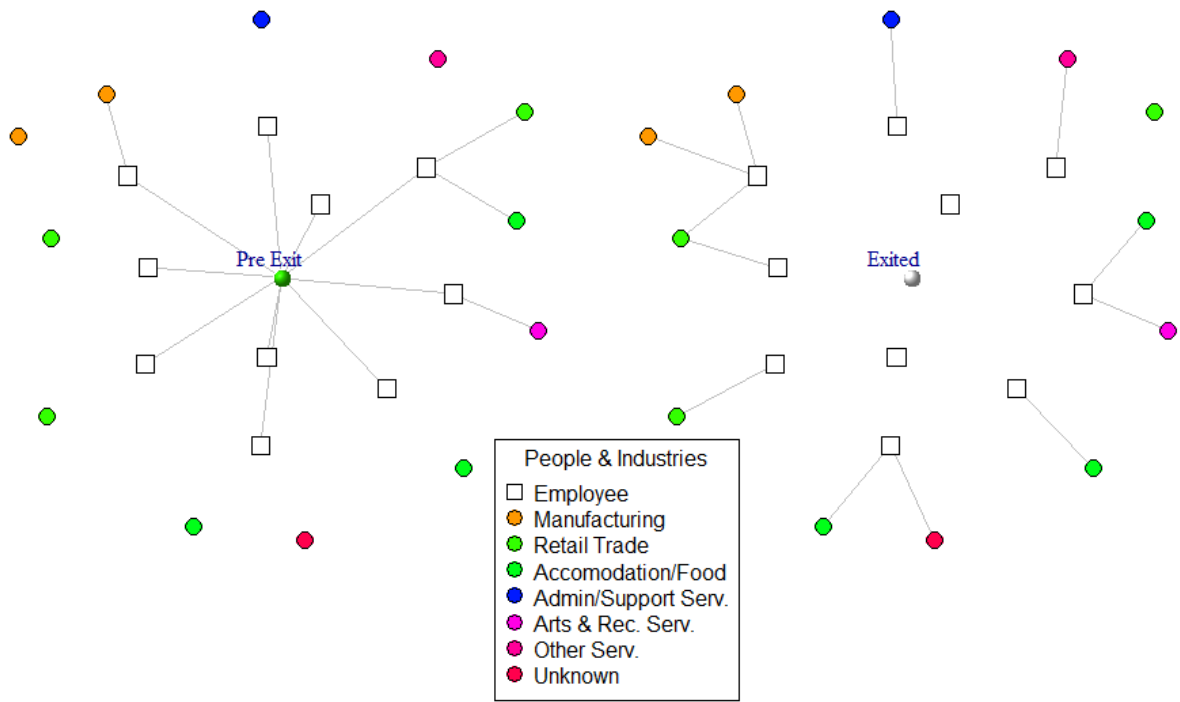 Pre Exit
Exited
People & Industries
Employee
Manufacturing
Retail Trade
Accomodation/Food
Admin/Support Serv.
Arts & Rec. Serv.
Other Serv.
Unknown